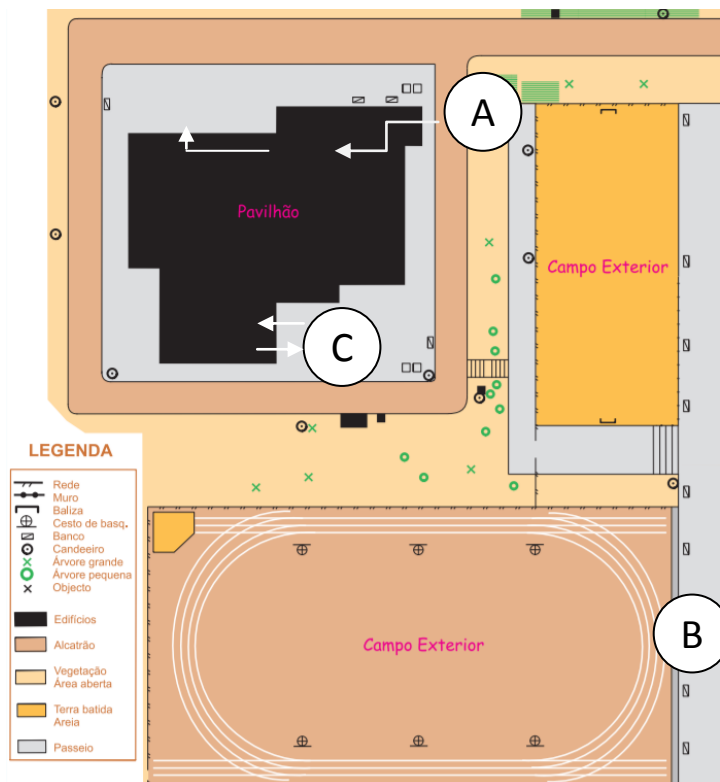 A
Pavilhão
Campo Exterior
C
LEGENDA
Rede
Muro
Baliza
Cesto de basq.
Banco
Candeeiro
Árvore grande
Árvore pequena
Objecto
Edifícios
Alcatrão
Vegetação
Área aberta
Terra batida
Areia
Passeio
B
Campo Exterior